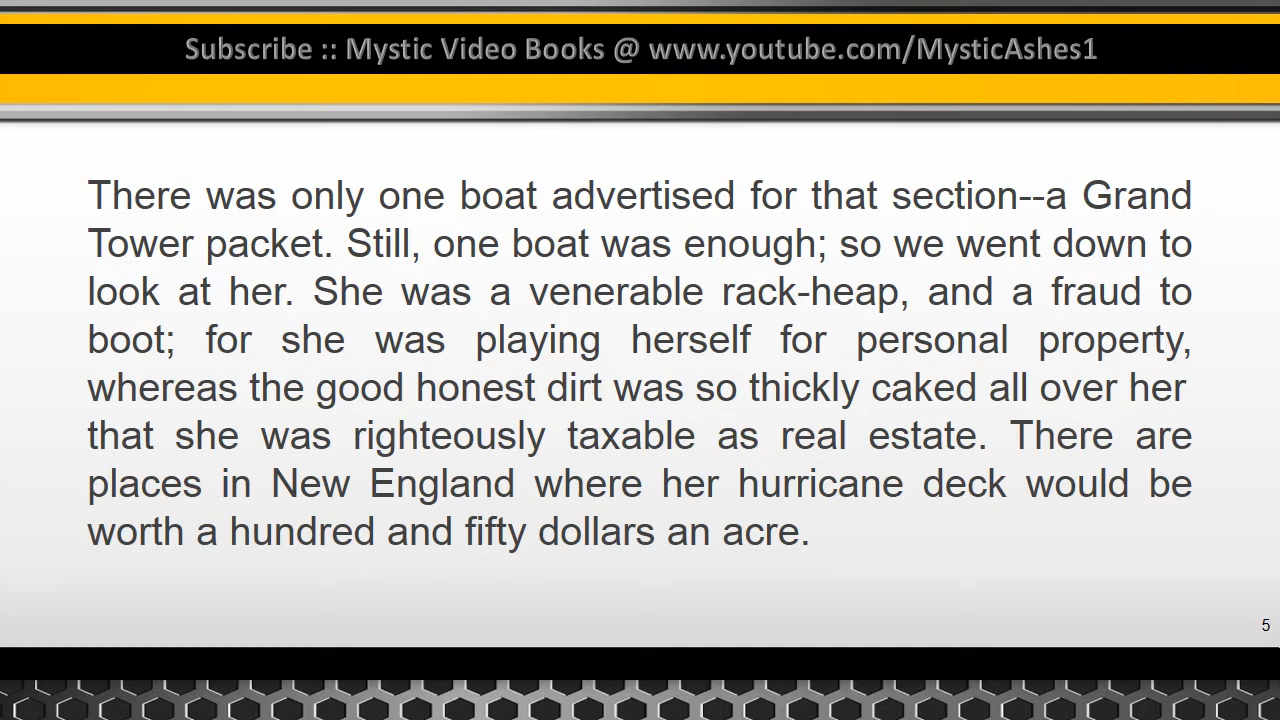 Subscribe :: Mystic Video Books @ www.youtube.com/MysticAshes1
There was only one boat advertised for that section--a Grand
Tower packet. Still, one boat was enough; so we went down to
look at her. She was a venerable rack-heap, and a fraud to
boot; for she was playing herself for personal property,
whereas the good honest dirt was so thickly caked all over her
that she was righteously taxable as real estate. There are
places in New England where her hurricane deck would be
worth a hundred and fifty dollars an acre.
5